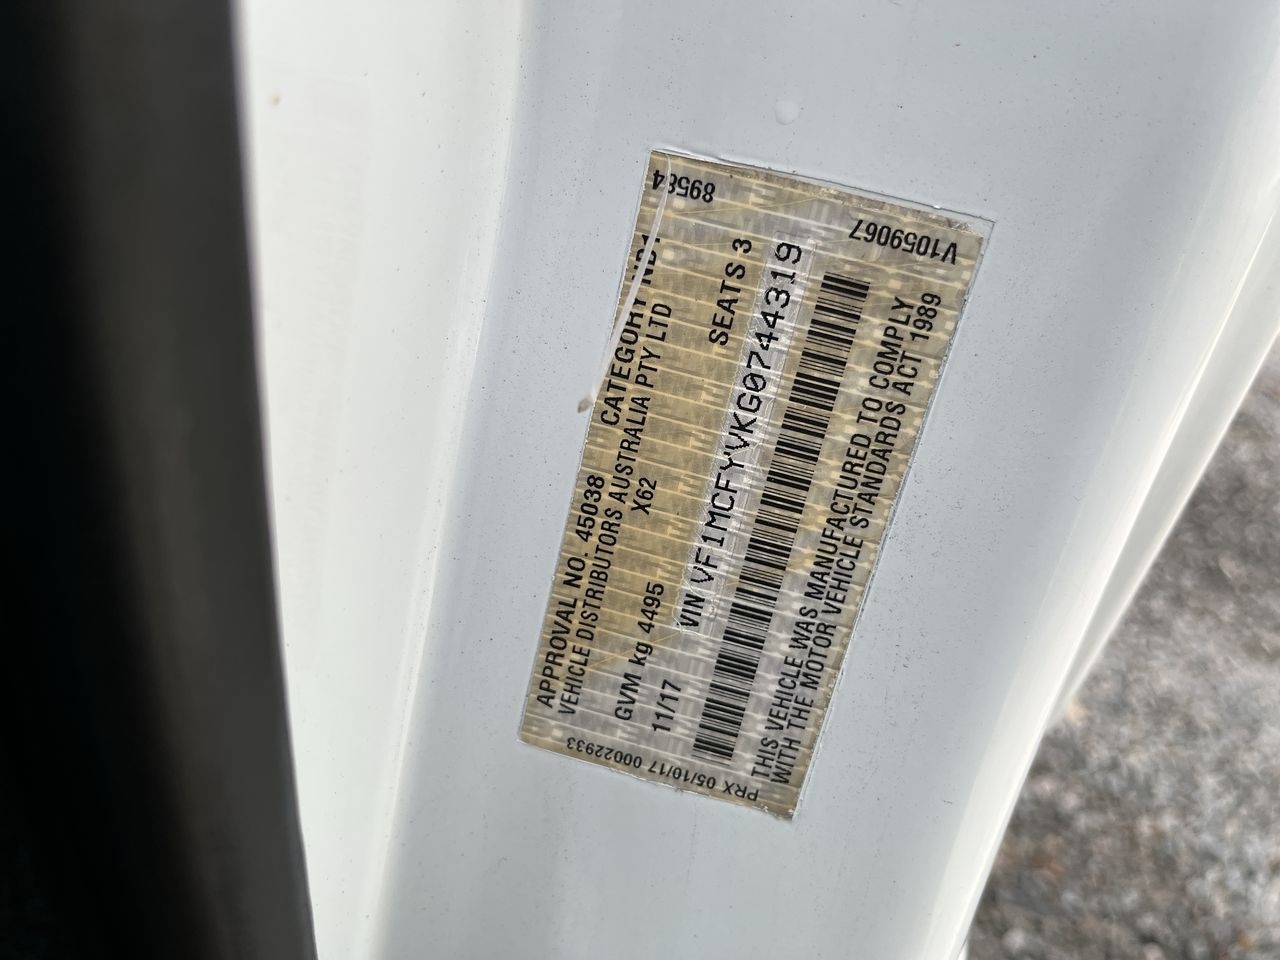 APPROVAL NO. 45038 CATEGORY NB1
VEHICLE DISTRIBUTORS AUSTRALIA PTY LTD
X62
GVM kg 4495 SEATS 3
11/17 VIN VF1MCFYVKG0744319
THIS VEHICLE WAS MANUFACTURED TO COMPLY
WITH THE MOTOR VEHICLE STANDARDS ACT 1989
89584
V1059067
PRX 05/10/17 00022933